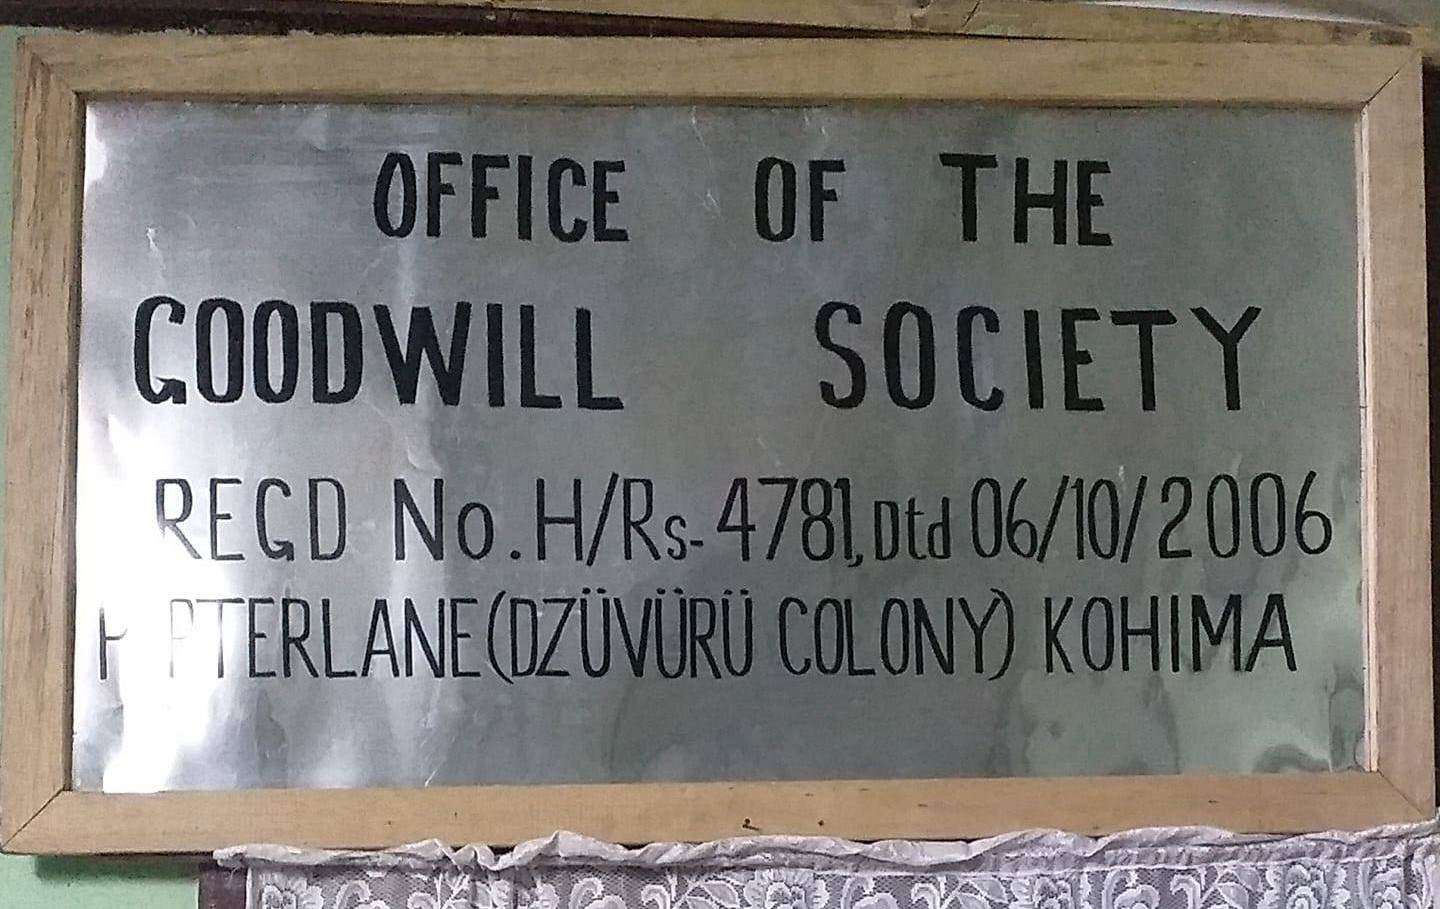 OFFICE OF THE
GOODWILL SOCIETY
REGD No. H/Rs-4781, Dtd 06/10/2006
(DZÜVÜRÜ COLONY) KOHIMA